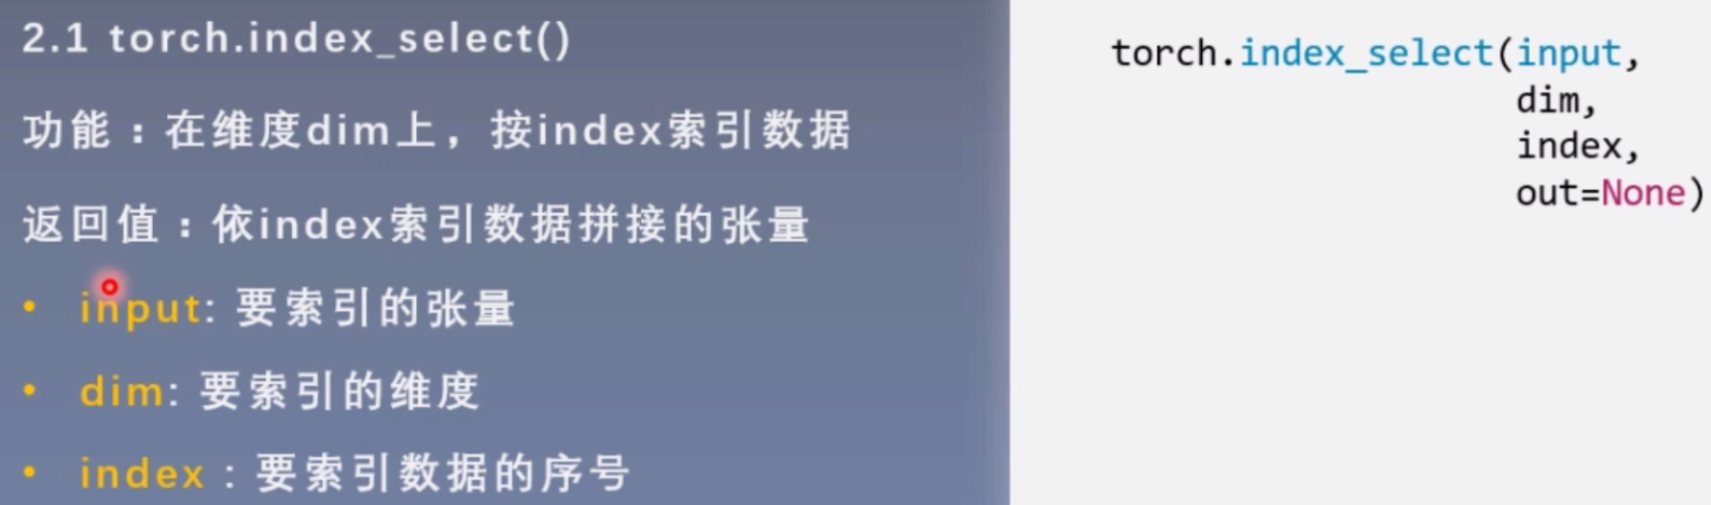 2.1 torch.index_select()
功能：在维度dim上，按index索引数据
返回值：依index索引数据拼接的张量
• input: 要索引的张量
• dim: 要索引的维度
• index : 要索引数据的序号
torch.index_select(input,
dim,
index,
out=None)